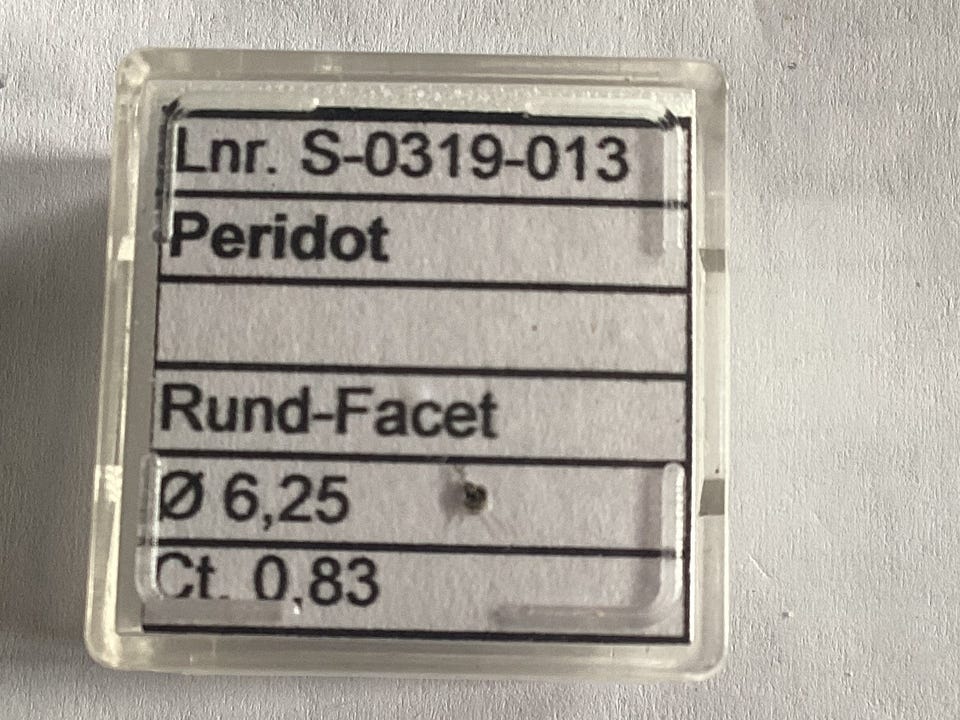 Lnr. S-0319-013
Peridot
Rund-Facet
Ø 6,25
Ct. 0,83